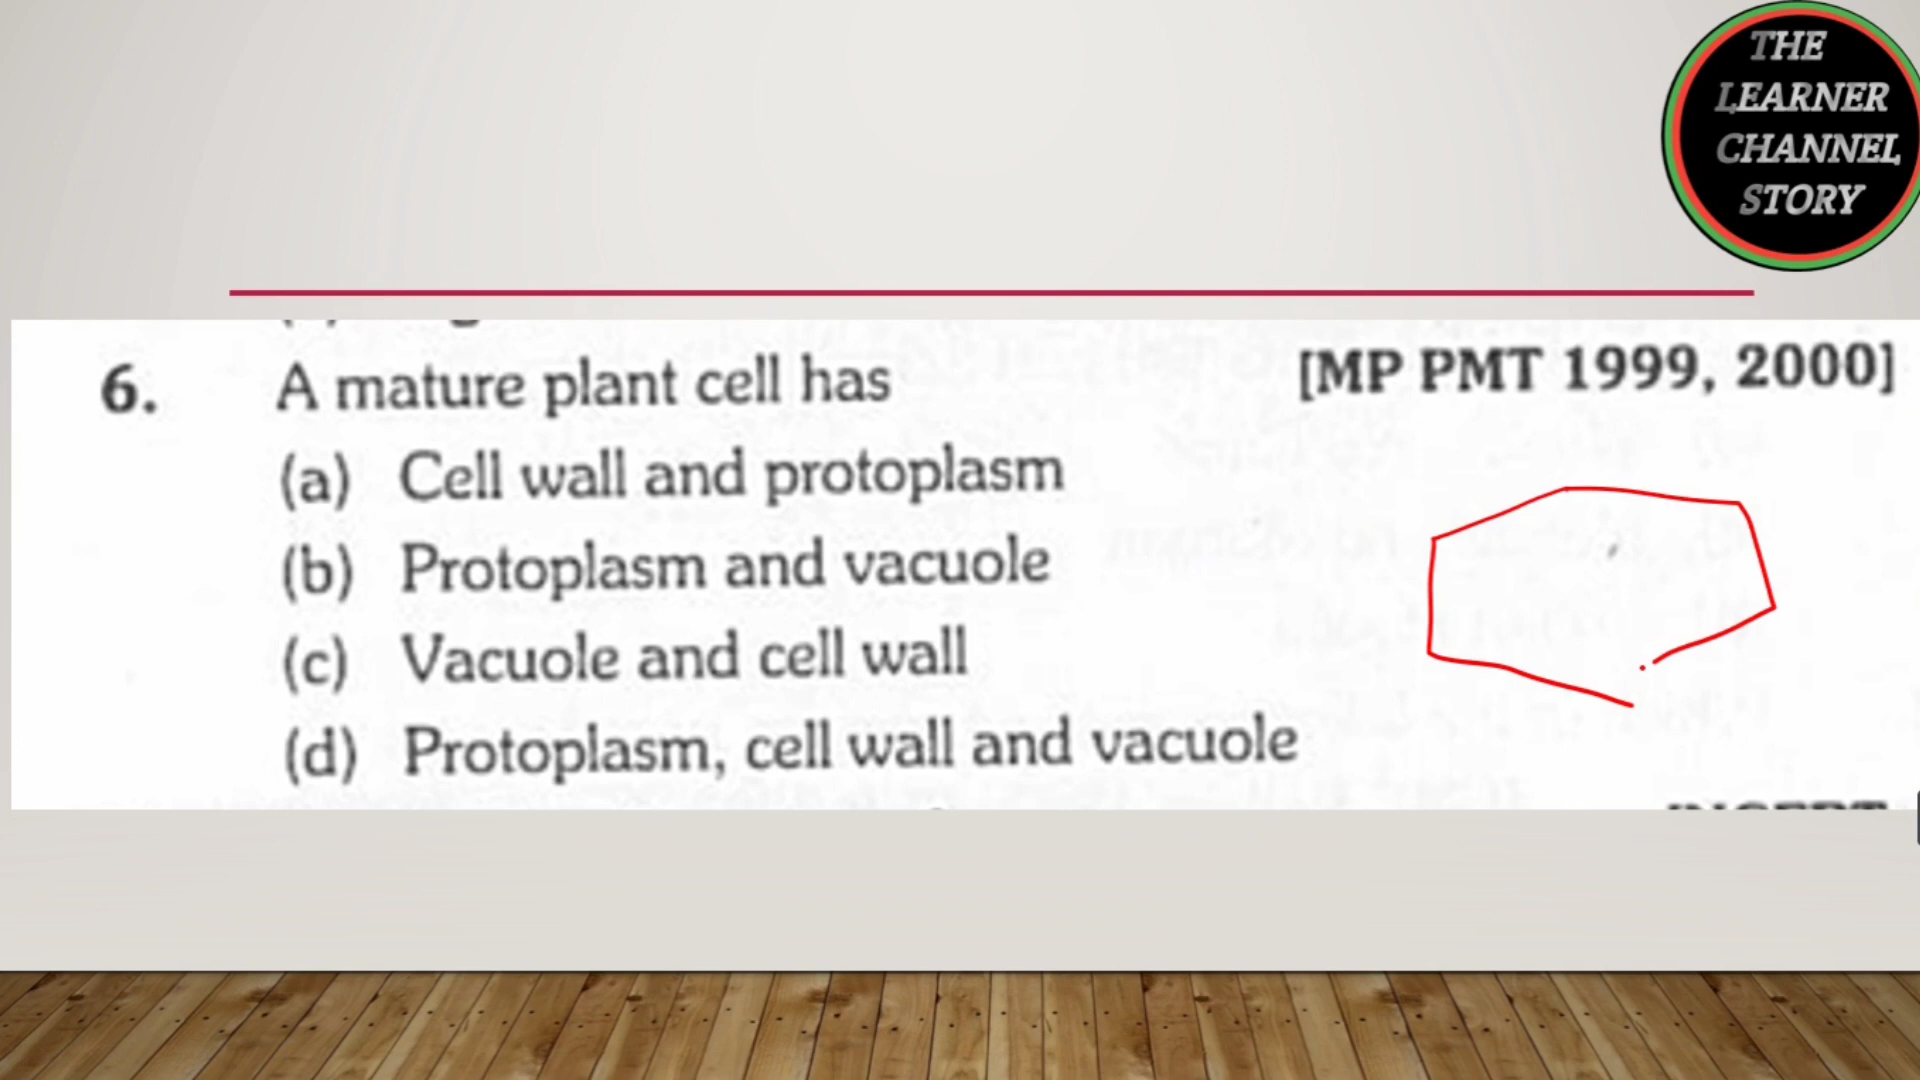 THE
LEARNER
CHANNEL
STORY
6. A mature plant cell has [MP PMT 1999, 2000]
(a) Cell wall and protoplasm
(b) Protoplasm and vacuole
(c) Vacuole and cell wall
(d) Protoplasm, cell wall and vacuole